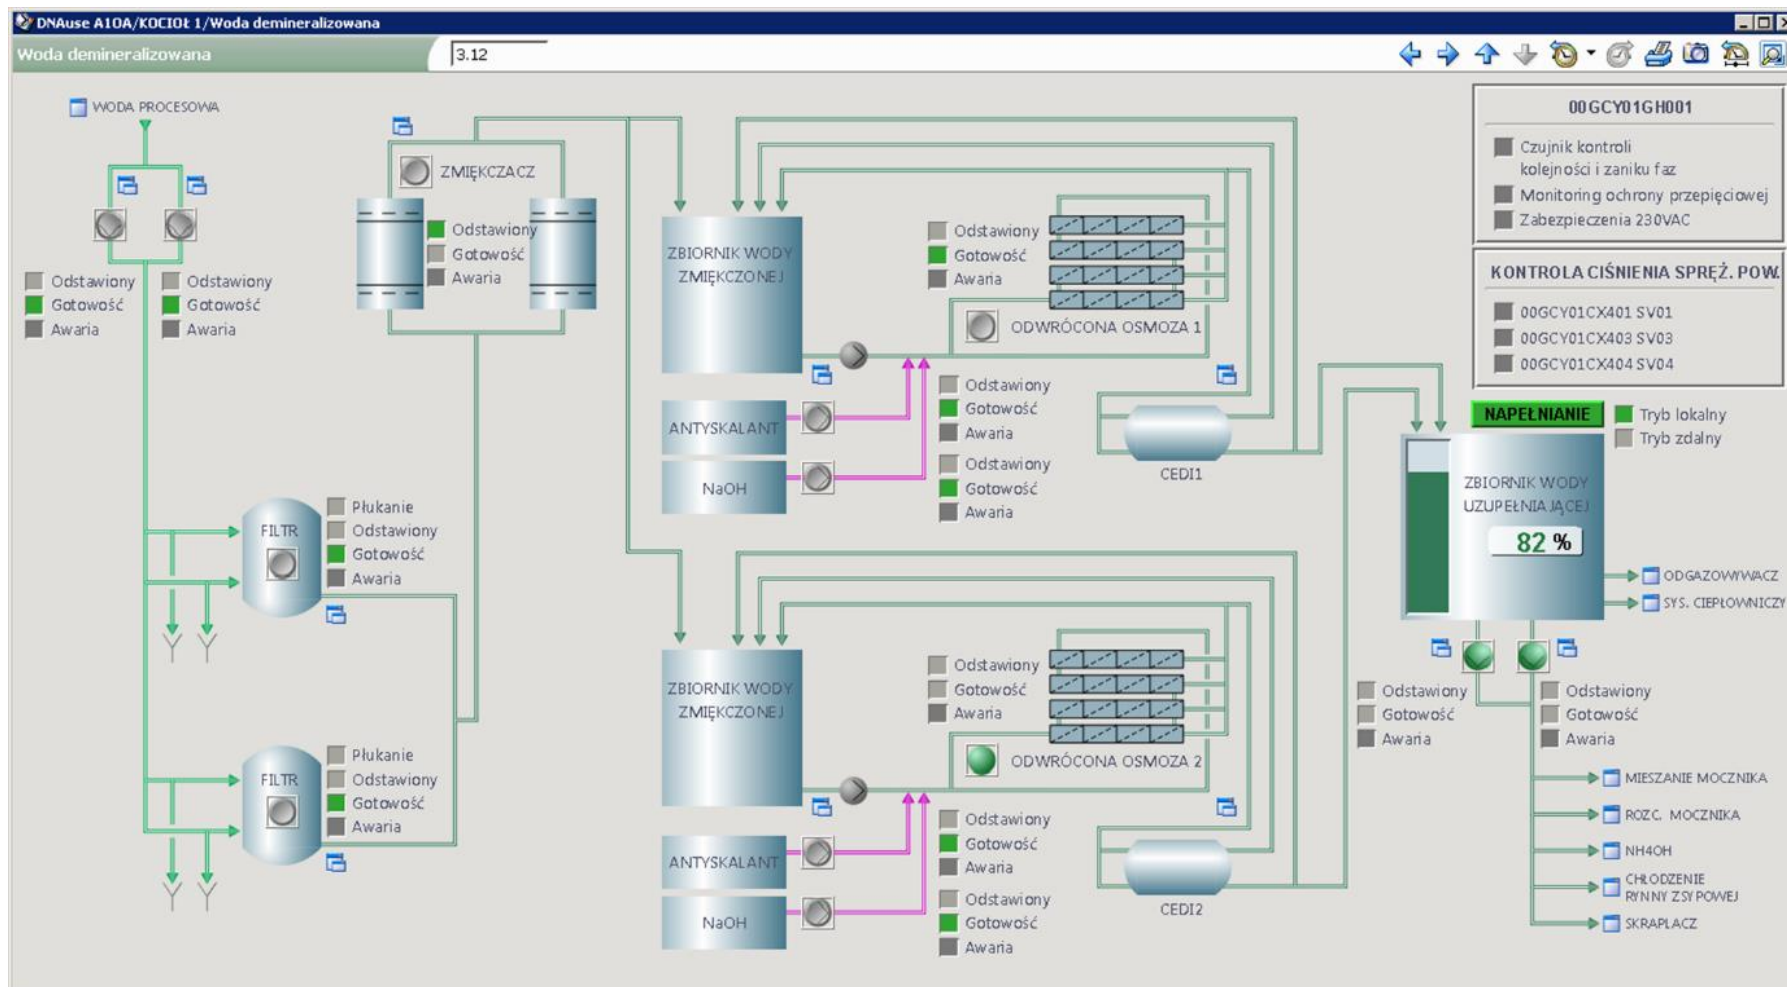 DNAuse A10A/KOCIOŁ 1/Woda demineralizowana
Woda demineralizowana
3.12
WODA PROCESOWA
Odstawiony
Gotowość
Awaria
Odstawiony
Gotowość
Awaria
ZMIĘKCZACZ
Odstawiony
Gotowość
Awaria
FILTR
Płukanie
Odstawiony
Gotowość
Awaria
FILTR
Płukanie
Odstawiony
Gotowość
Awaria
ZBIORNIK WODY
ZMIĘKCZONEJ
Odstawiony
Gotowość
Awaria
ODWRÓCONA OSMOZA 1
ANTYSKALANT
Odstawiony
Gotowość
Awaria
NaOH
Odstawiony
Gotowość
Awaria
CEDI1
ZBIORNIK WODY
ZMIĘKCZONEJ
Odstawiony
Gotowość
Awaria
ODWRÓCONA OSMOZA 2
ANTYSKALANT
Odstawiony
Gotowość
Awaria
NaOH
Odstawiony
Gotowość
Awaria
CEDI2
00GCY01GH001
Czujnik kontroli
kolejności i zaniku faz
Monitoring ochrony przepięciowej
Zabezpieczenia 230VAC
KONTROLA CIŚNIENIA SPRĘŻ. POW.
00GCY01CX401 SV01
00GCY01CX403 SV03
00GCY01CX404 SV04
NAPEŁNIANIE
Tryb lokalny
Tryb zdalny
ZBIORNIK WODY
UZUPEŁNIAJĄCEJ
82 %
ODGAZOWYWACZ
SYS. CIEPŁOWNICZY
Odstawiony
Gotowość
Awaria
Odstawiony
Gotowość
Awaria
MIESZANIE MOCZNIKA
ROZC. MOCZNIKA
NH4OH
CHŁODZENIE
RYNNY ZSYPOWEJ
SKRAPLACZ